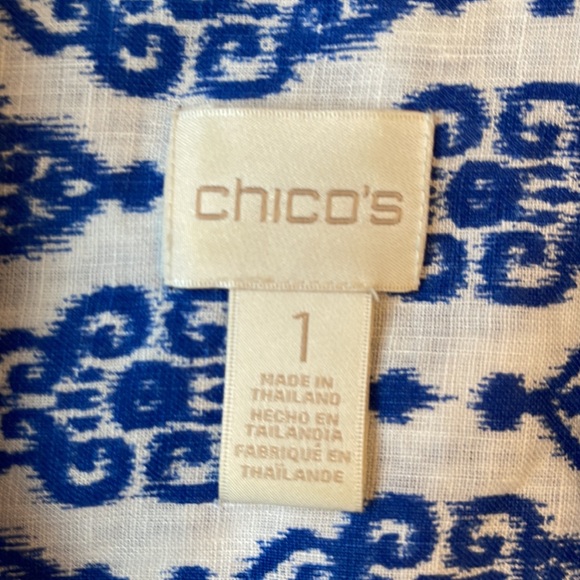 chico's
1
MADE IN
THAILAND
HECHO EN
TAILANDIA
FABRIQUÉ EN
THAÏLANDE